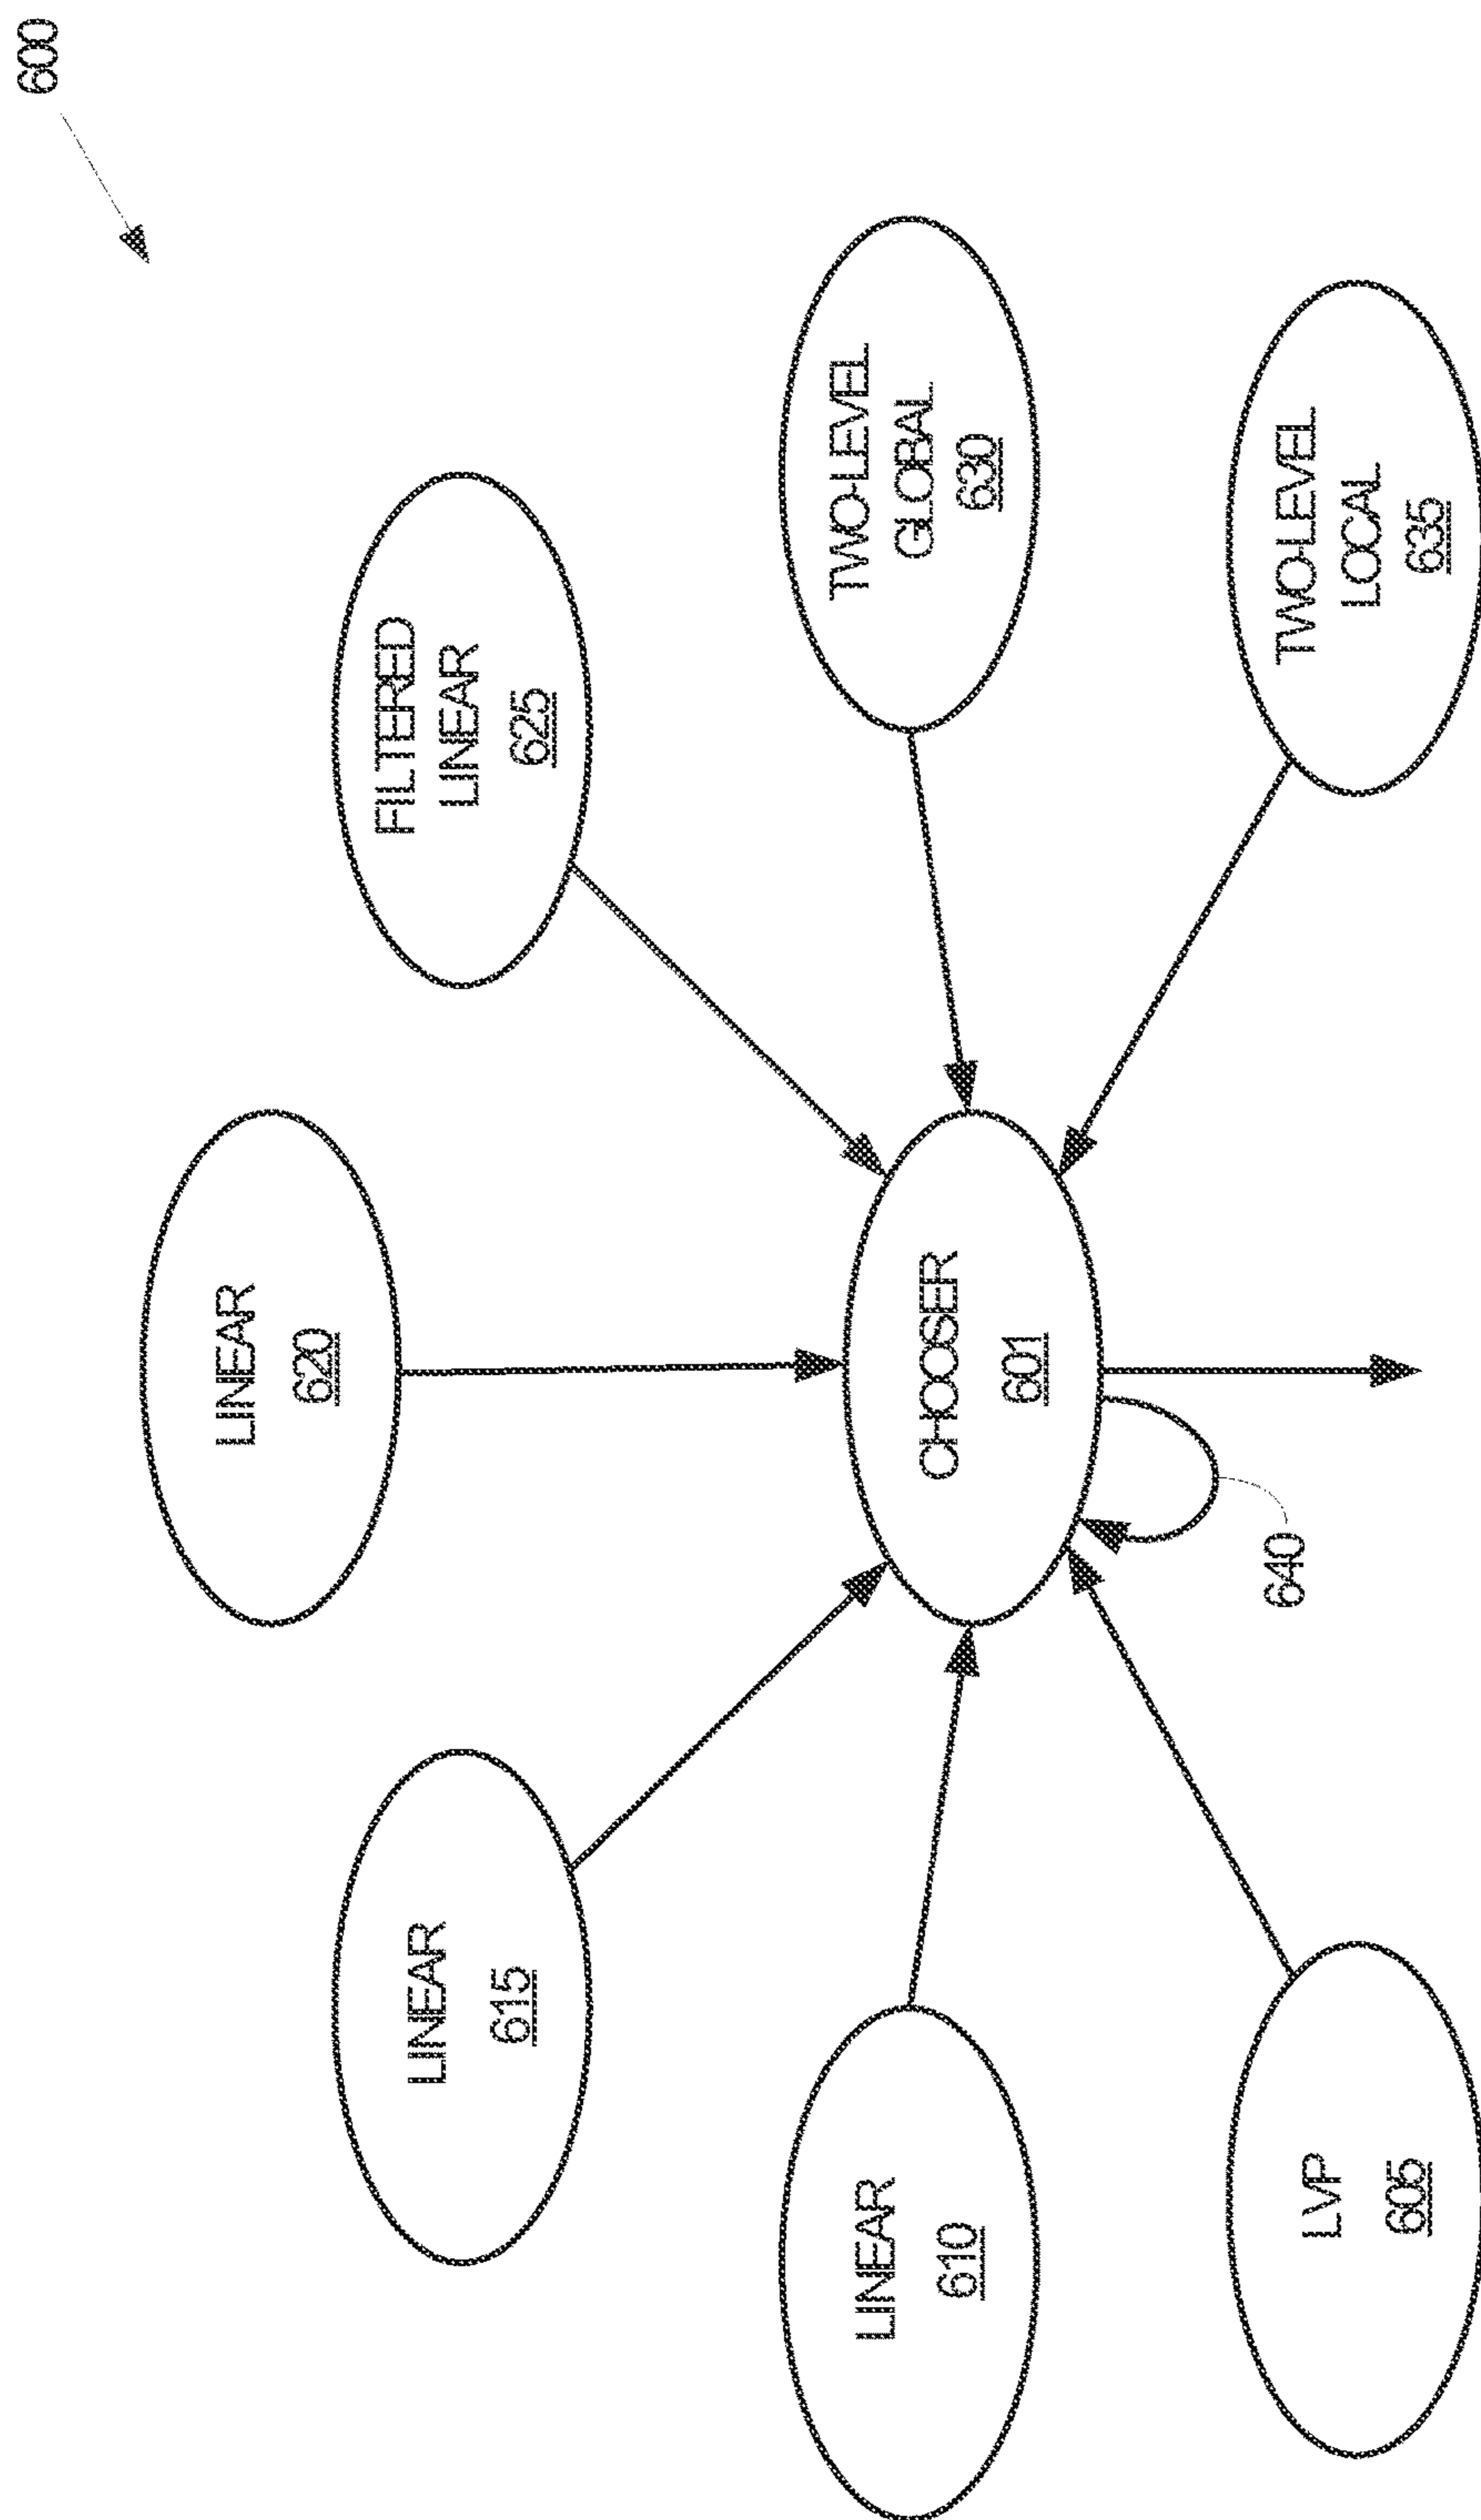 600
LINEAR
620
LINEAR
615
FILTERED
LINEAR
625
LINEAR
610
CHOOSER
601
TWO-LEVEL
GLOBAL
630
LVP
605
640
TWO-LEVEL
LOCAL
635